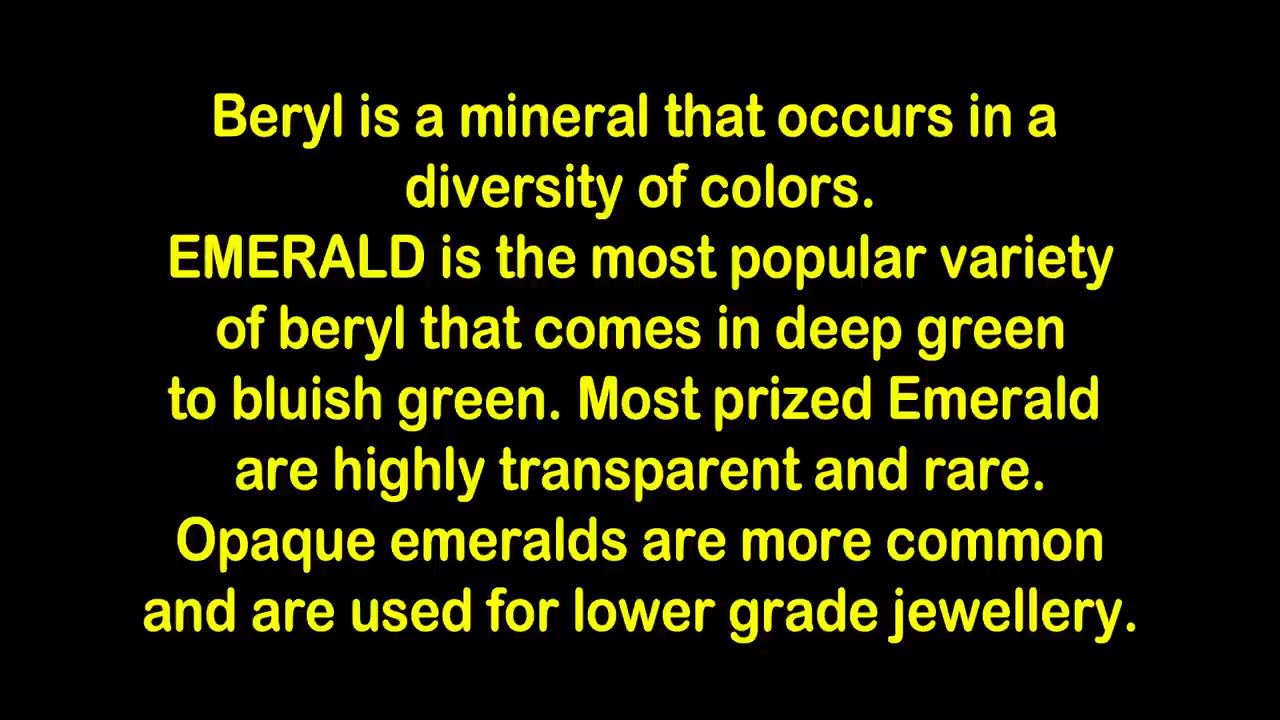 Beryl is a mineral that occurs in a
diversity of colors.
EMERALD is the most popular variety
of beryl that comes in deep green
to bluish green. Most prized Emerald
are highly transparent and rare.
Opaque emeralds are more common
and are used for lower grade jewellery.